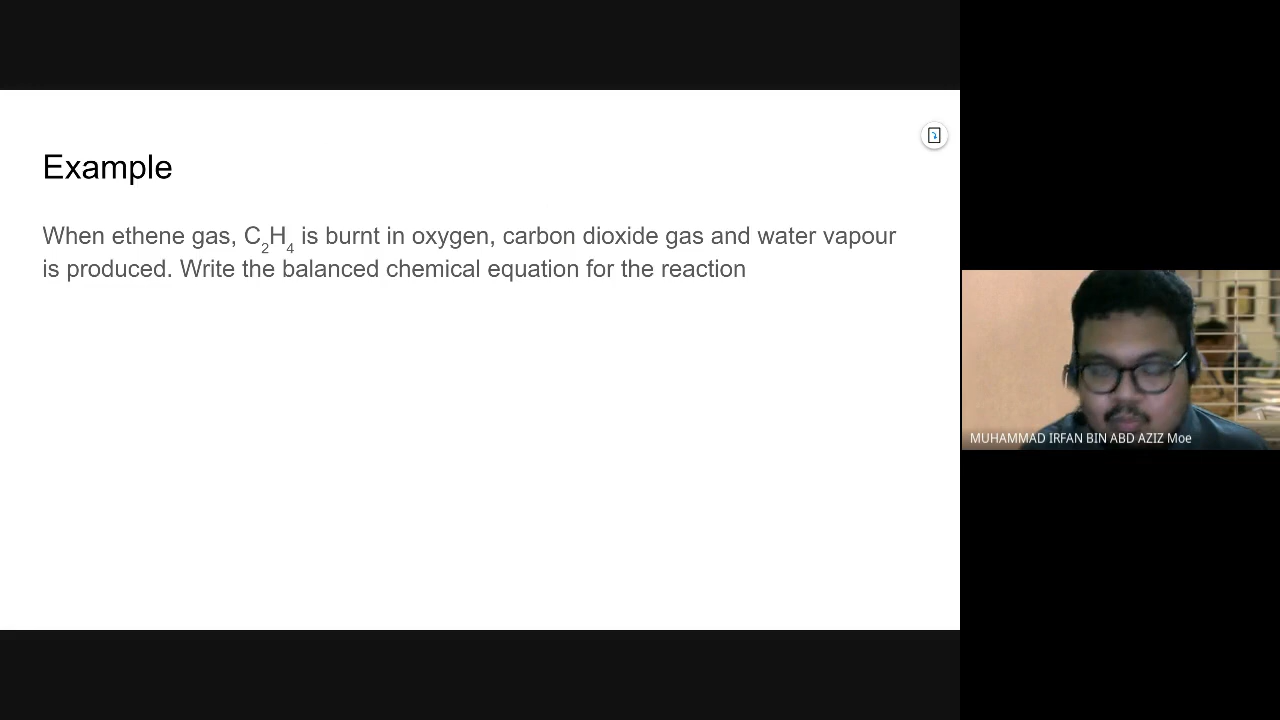 Example
When ethene gas, C₂H₄ is burnt in oxygen, carbon dioxide gas and water vapour
is produced. Write the balanced chemical equation for the reaction
MUHAMMAD IRFAN BIN ABD AZIZ Moe